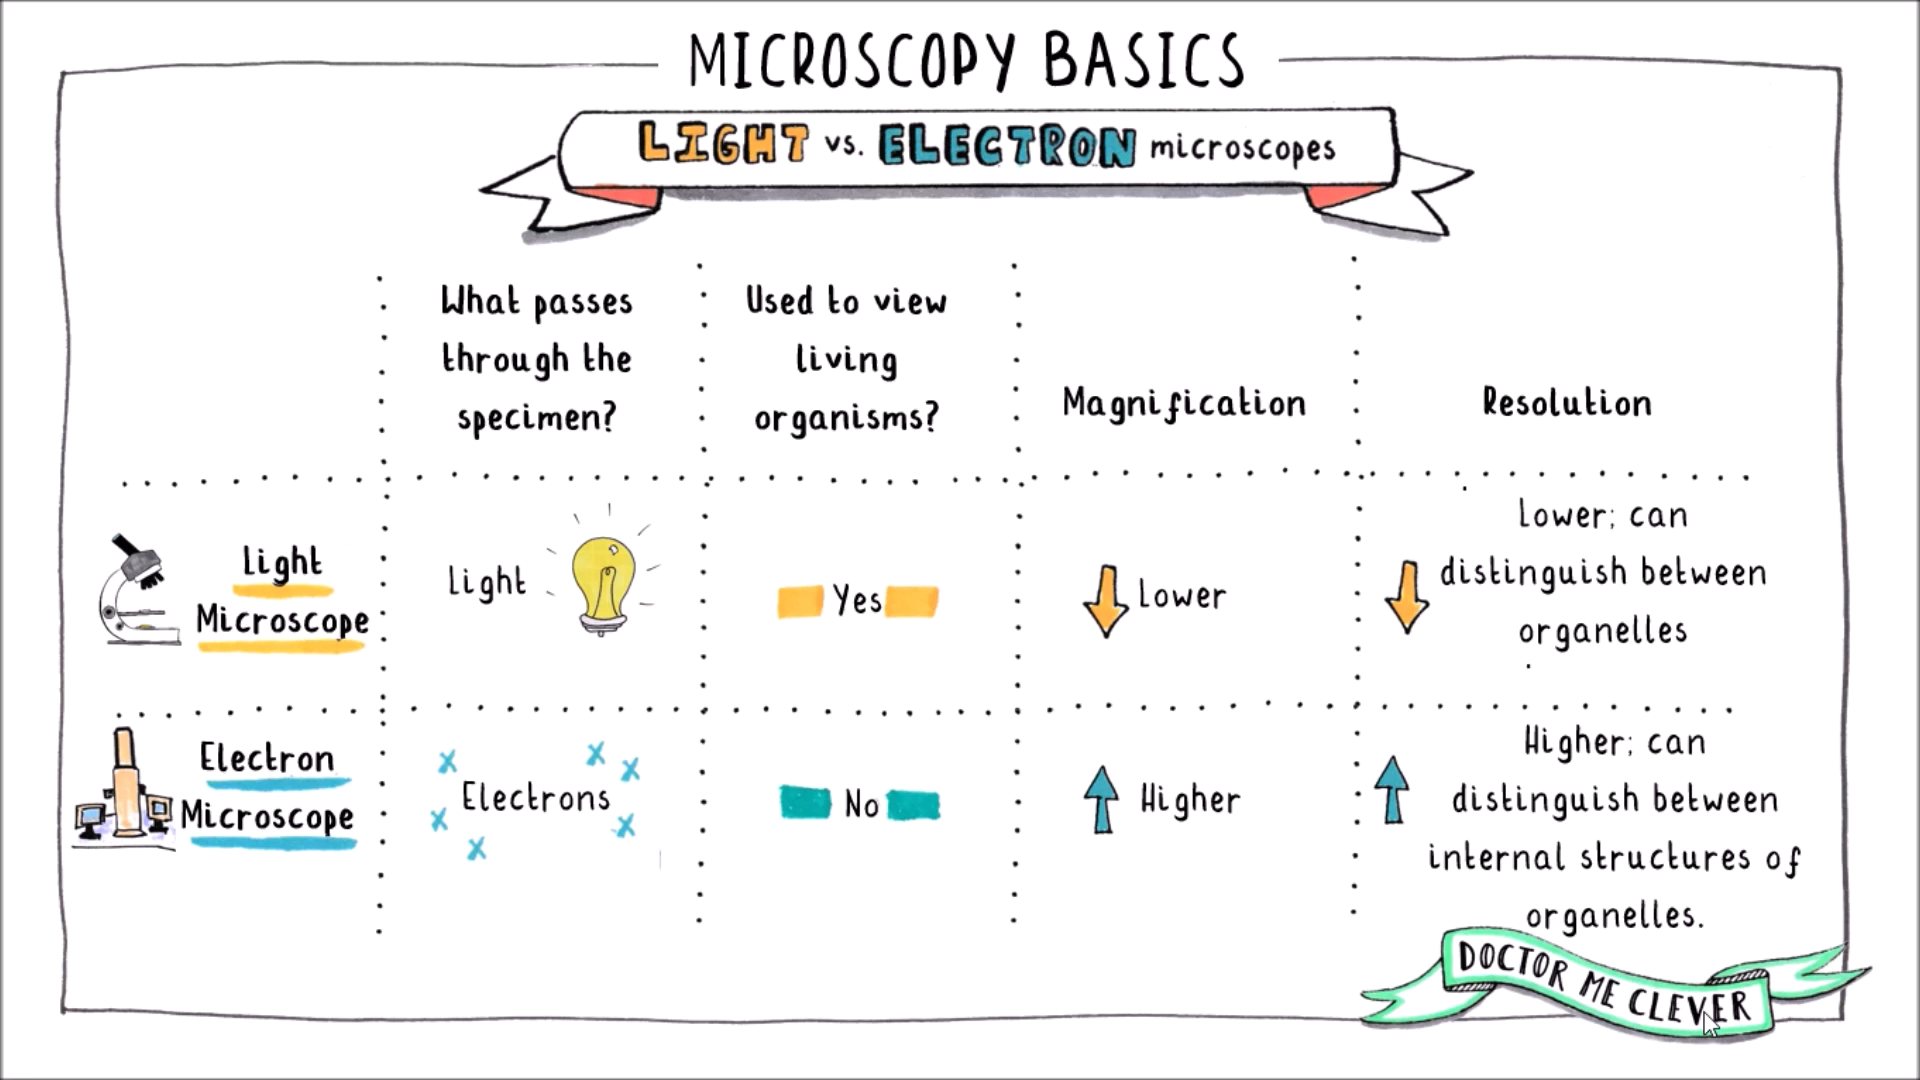 MICROSCOPY BASICS
LIGHT vs. ELECTRON microscopes
What passes
through the
specimen?
Used to view
living
organisms?
Magnification
Resolution
Light
Microscope
Light
Yes
Lower
Lower; can
distinguish between
organelles
Electron
Microscope
Electrons
No
Higher
Higher; can
distinguish between
internal structures of
organelles.
DOCTOR ME CLEVER